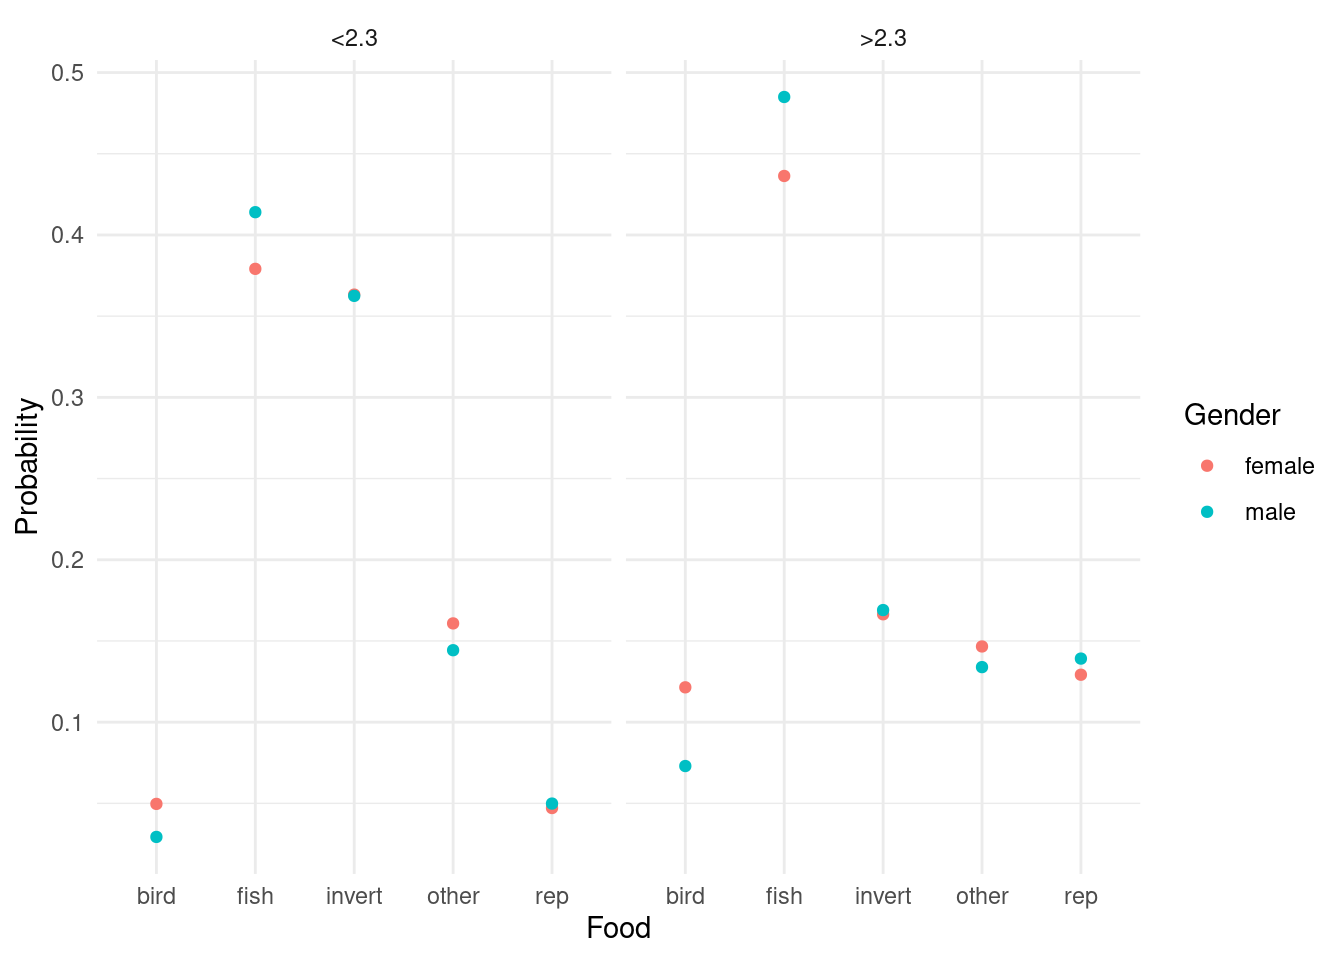 <2.3
>2.3
0.5
0.4
0.3
0.2
0.1
Probability
bird fish invert other rep
bird fish invert other rep
Food
Gender
female
male